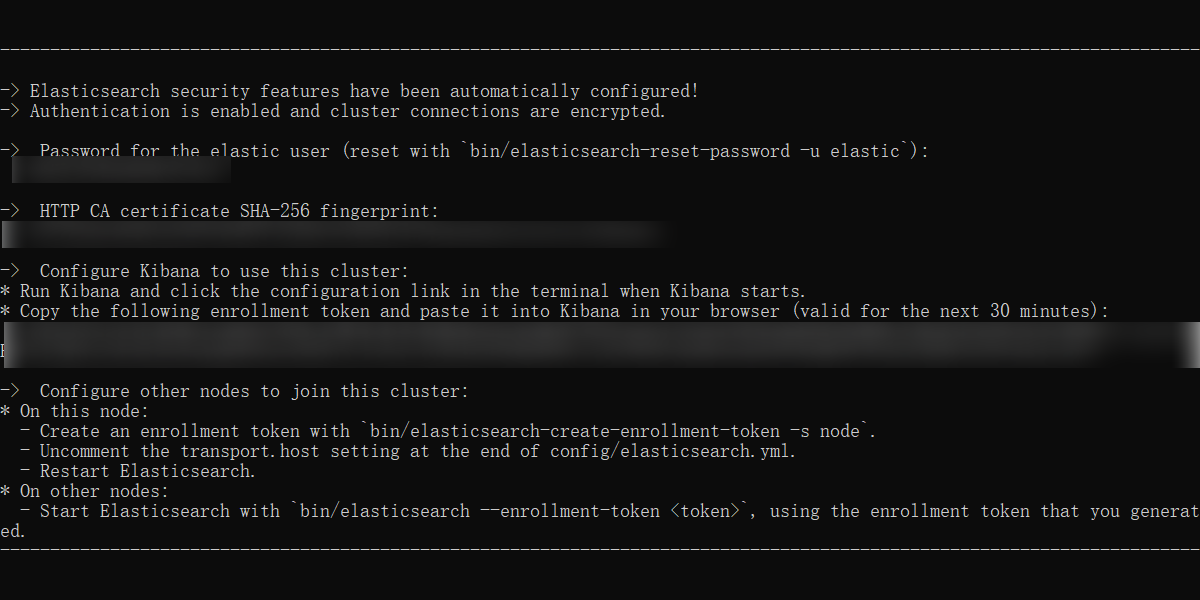 -> Elasticsearch security features have been automatically configured!
-> Authentication is enabled and cluster connections are encrypted.
->  Password for the elastic user (reset with `bin/elasticsearch-reset-password -u elastic`):
->  HTTP CA certificate SHA-256 fingerprint:
->  Configure Kibana to use this cluster:
* Run Kibana and click the configuration link in the terminal when Kibana starts.
* Copy the following enrollment token and paste it into Kibana in your browser (valid for the next 30 minutes):
->  Configure other nodes to join this cluster:
* On this node:
  - Create an enrollment token with `bin/elasticsearch-create-enrollment-token -s node`.
  - Uncomment the transport.host setting at the end of config/elasticsearch.yml.
  - Restart Elasticsearch.
* On other nodes:
  - Start Elasticsearch with `bin/elasticsearch --enrollment-token <token>`, using the enrollment token that you generat
ed.